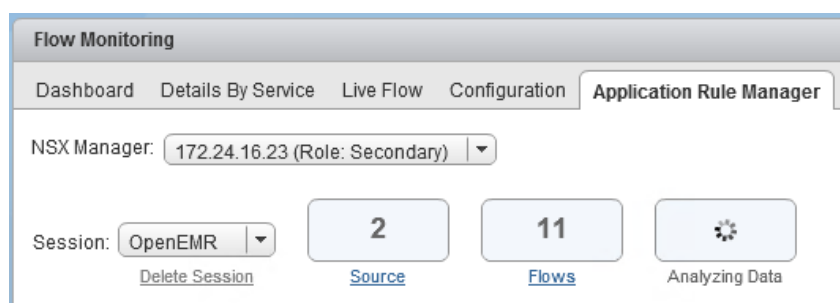 Flow Monitoring
Dashboard Details By Service Live Flow Configuration Application Rule Manager
NSX Manager: 172.24.16.23 (Role: Secondary)
Session: OpenEMR 2 11
Delete Session Source Flows Analyzing Data